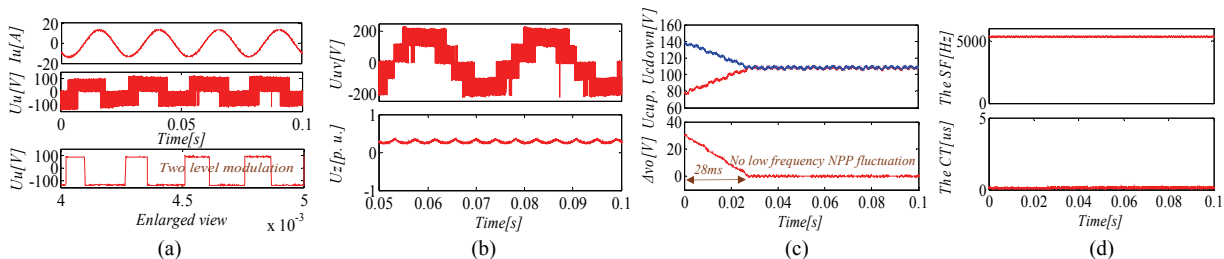 Iu[A]
20
0
-20
Uu[V]
100
0
-100
0
0.05
0.1
Time[s]
Uu[V]
100
0
-100
Two level modulation
4
4.5
5
Enlarged view
x 10⁻³
(a)
Uuv[V]
200
0
-200
Uz[p. u.]
1
0
-1
0.05
0.06
0.07
0.08
0.09
0.1
Time[s]
(b)
Ucup, Ucdown[V]
160
140
120
100
80
60
Δvo[V]
40
20
0
No low frequency NPP fluctuation
28ms
0
0.02
0.04
0.06
0.08
0.1
Time[s]
(c)
The SF[Hz]
5000
0
The CT[us]
5
0
0
0.02
0.04
0.06
0.08
0.1
Time[s]
(d)